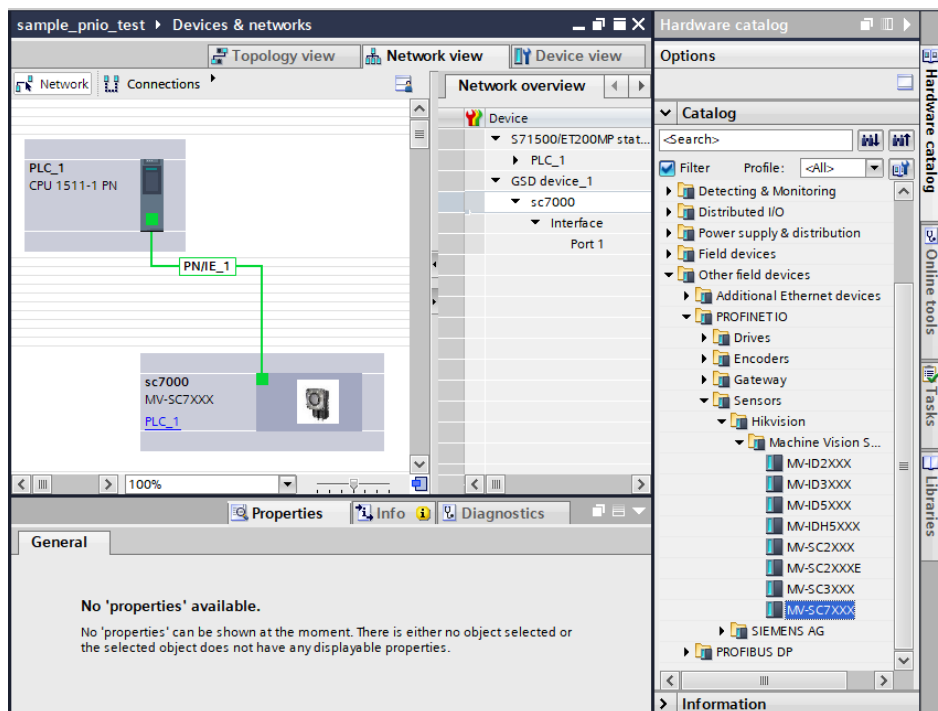 sample_pnio_test ▸ Devices & networks
Topology view
Network view
Device view
Network
Connections
PLC_1
CPU 1511-1 PN
PN/IE_1
sc7000
MV-SC7XXX
PLC_1
100%
Network overview
Device
S71500/ET200MP stat...
PLC_1
GSD device_1
sc7000
Interface
Port 1
Properties
Info
Diagnostics
General
No 'properties' available.
No 'properties' can be shown at the moment. There is either no object selected or
the selected object does not have any displayable properties.
Hardware catalog
Options
Catalog
<Search>
Filter
Profile:
<All>
Detecting & Monitoring
Distributed I/O
Power supply & distribution
Field devices
Other field devices
Additional Ethernet devices
PROFINET IO
Drives
Encoders
Gateway
Sensors
Hikvision
Machine Vision S...
MV-ID2XXX
MV-ID3XXX
MV-ID5XXX
MV-IDH5XXX
MV-SC2XXX
MV-SC2XXXE
MV-SC3XXX
MV-SC7XXX
SIEMENS AG
PROFIBUS DP
Information
Hardware catalog
Online tools
Tasks
Libraries